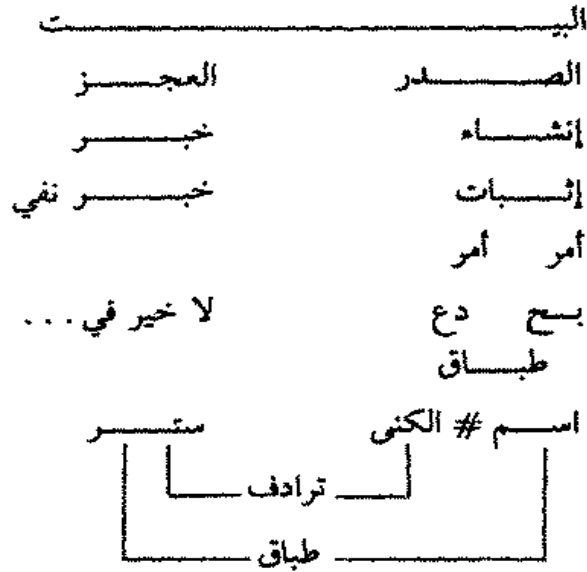 البيت
الصدر العجز
إنشاء خبر
إثبات خبر نفي
أمر أمر
بح دع لا خير في...
طباق
اسم # الكنى ستر
ترادف
طباق